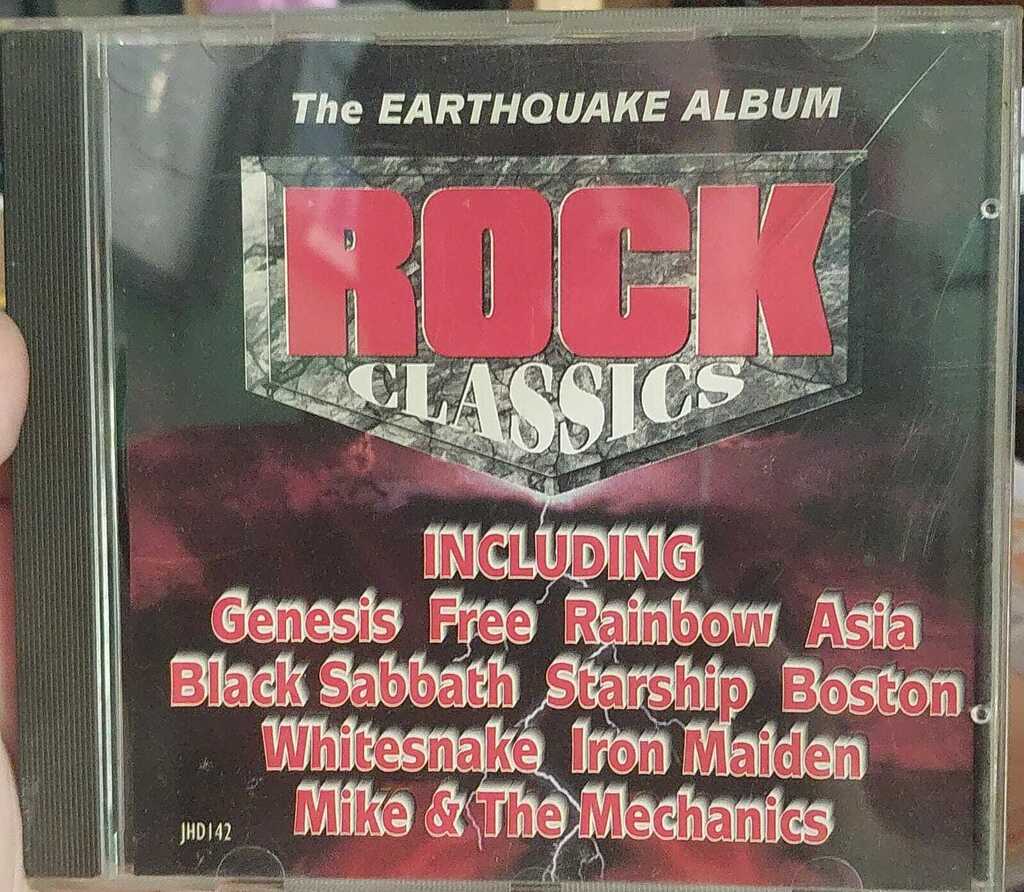 The EARTHQUAKE ALBUM
ROCK
CLASSICS
INCLUDING
Genesis Free Rainbow Asia
Black Sabbath Starship Boston
Whitesnake Iron Maiden
Mike & The Mechanics
JHD142